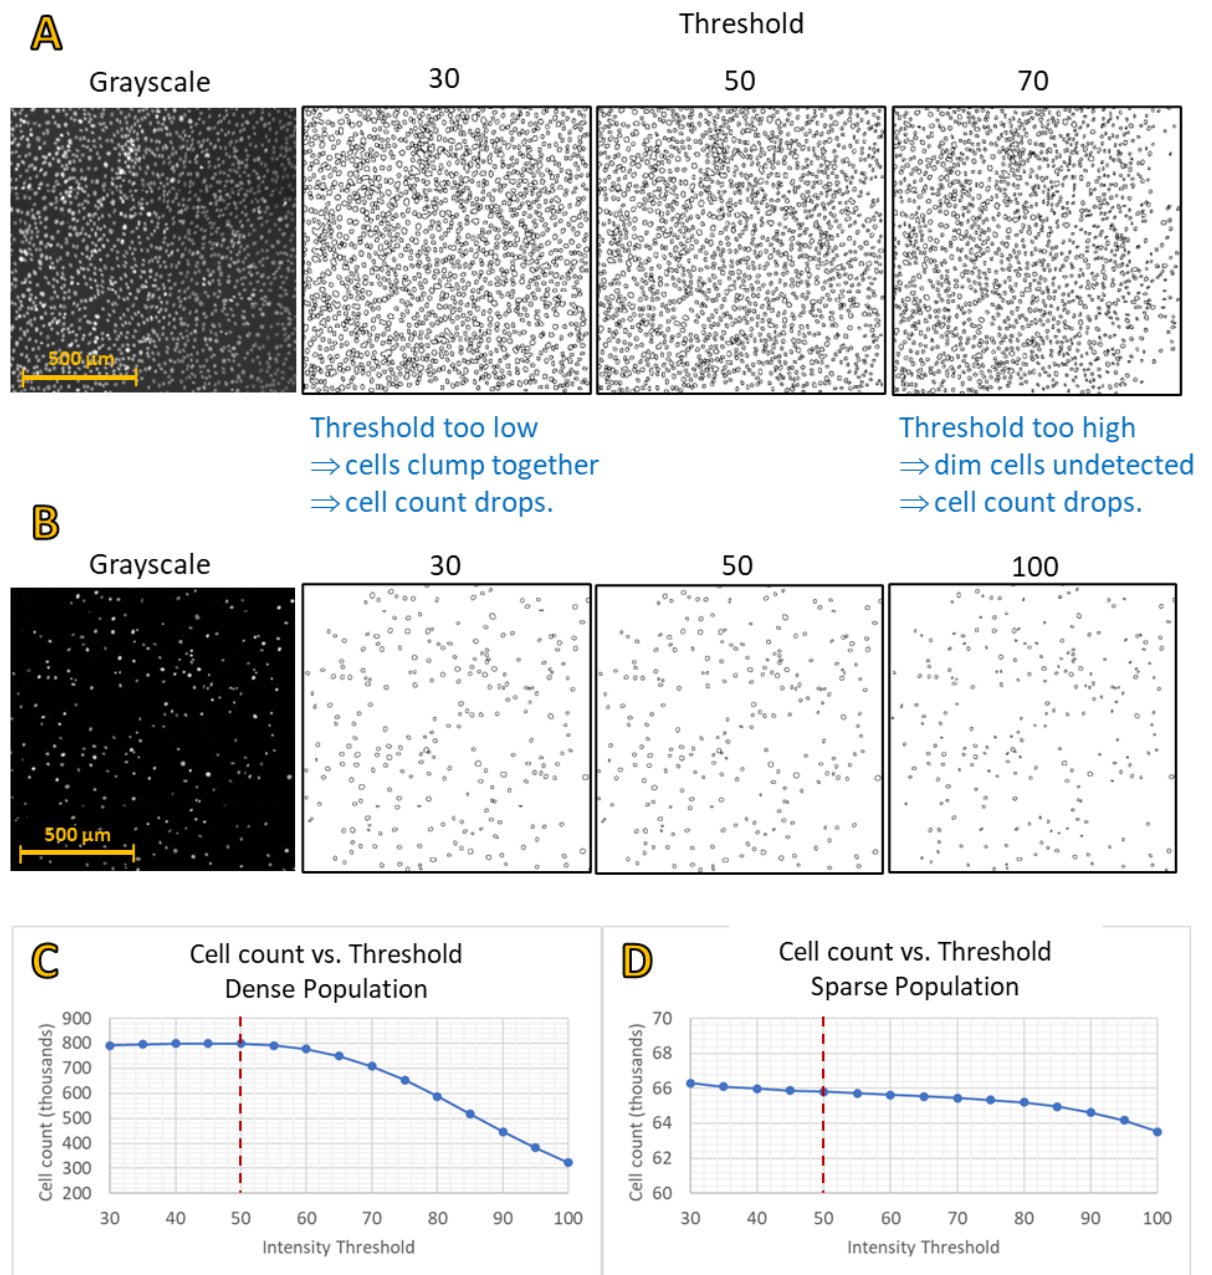 A
Threshold
Grayscale
30
50
70
500 µm
Threshold too low
⇒ cells clump together
⇒ cell count drops.
Threshold too high
⇒ dim cells undetected
⇒ cell count drops.
B
Grayscale
30
50
100
500 µm
C
Cell count vs. Threshold
Dense Population
Cell count (thousands)
900
800
700
600
500
400
300
200
30 40 50 60 70 80 90 100
Intensity Threshold
D
Cell count vs. Threshold
Sparse Population
Cell count (thousands)
70
68
66
64
62
60
30 40 50 60 70 80 90 100
Intensity Threshold